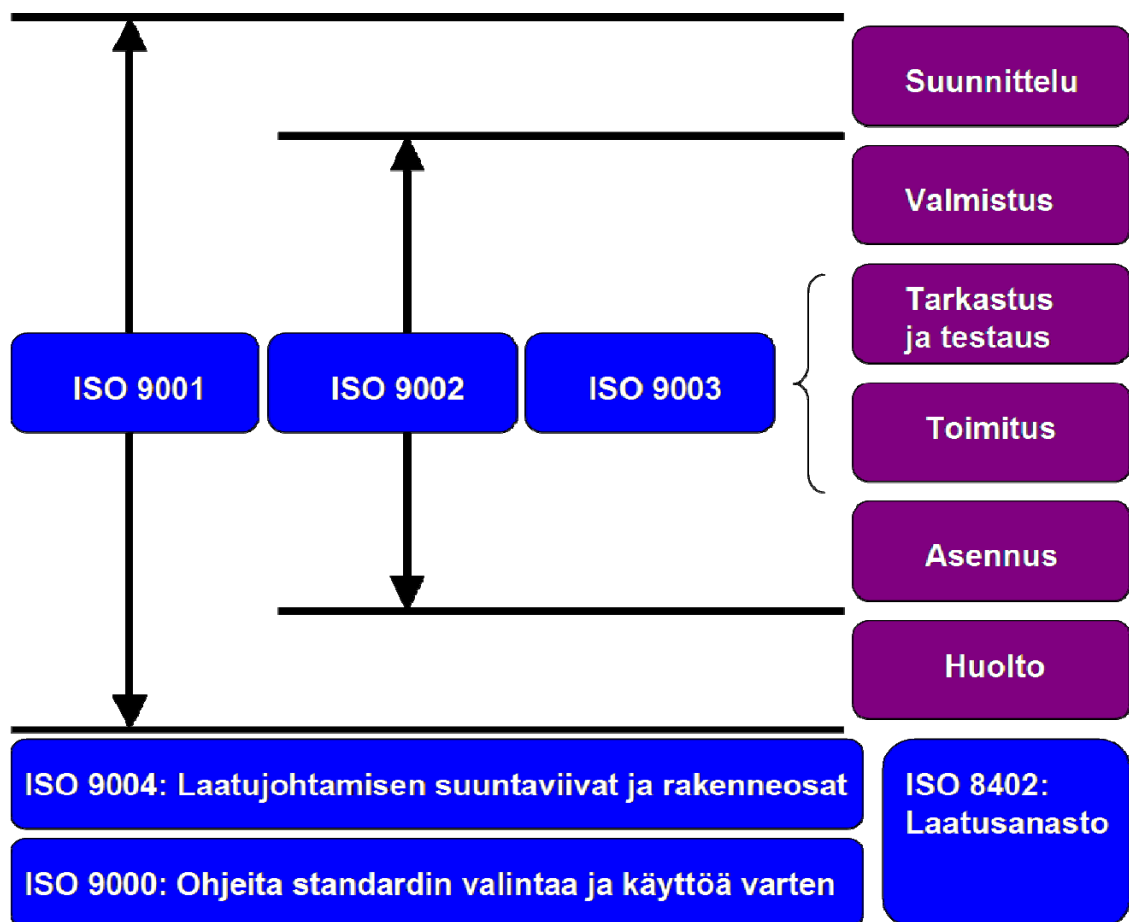 Suunnittelu
Valmistus
Tarkastus
ja testaus
ISO 9001
ISO 9002
ISO 9003
Toimitus
Asennus
Huolto
ISO 9004: Laatujohtamisen suuntaviivat ja rakenneosat
ISO 8402:
Laatusanasto
ISO 9000: Ohjeita standardin valintaa ja käyttöä varten